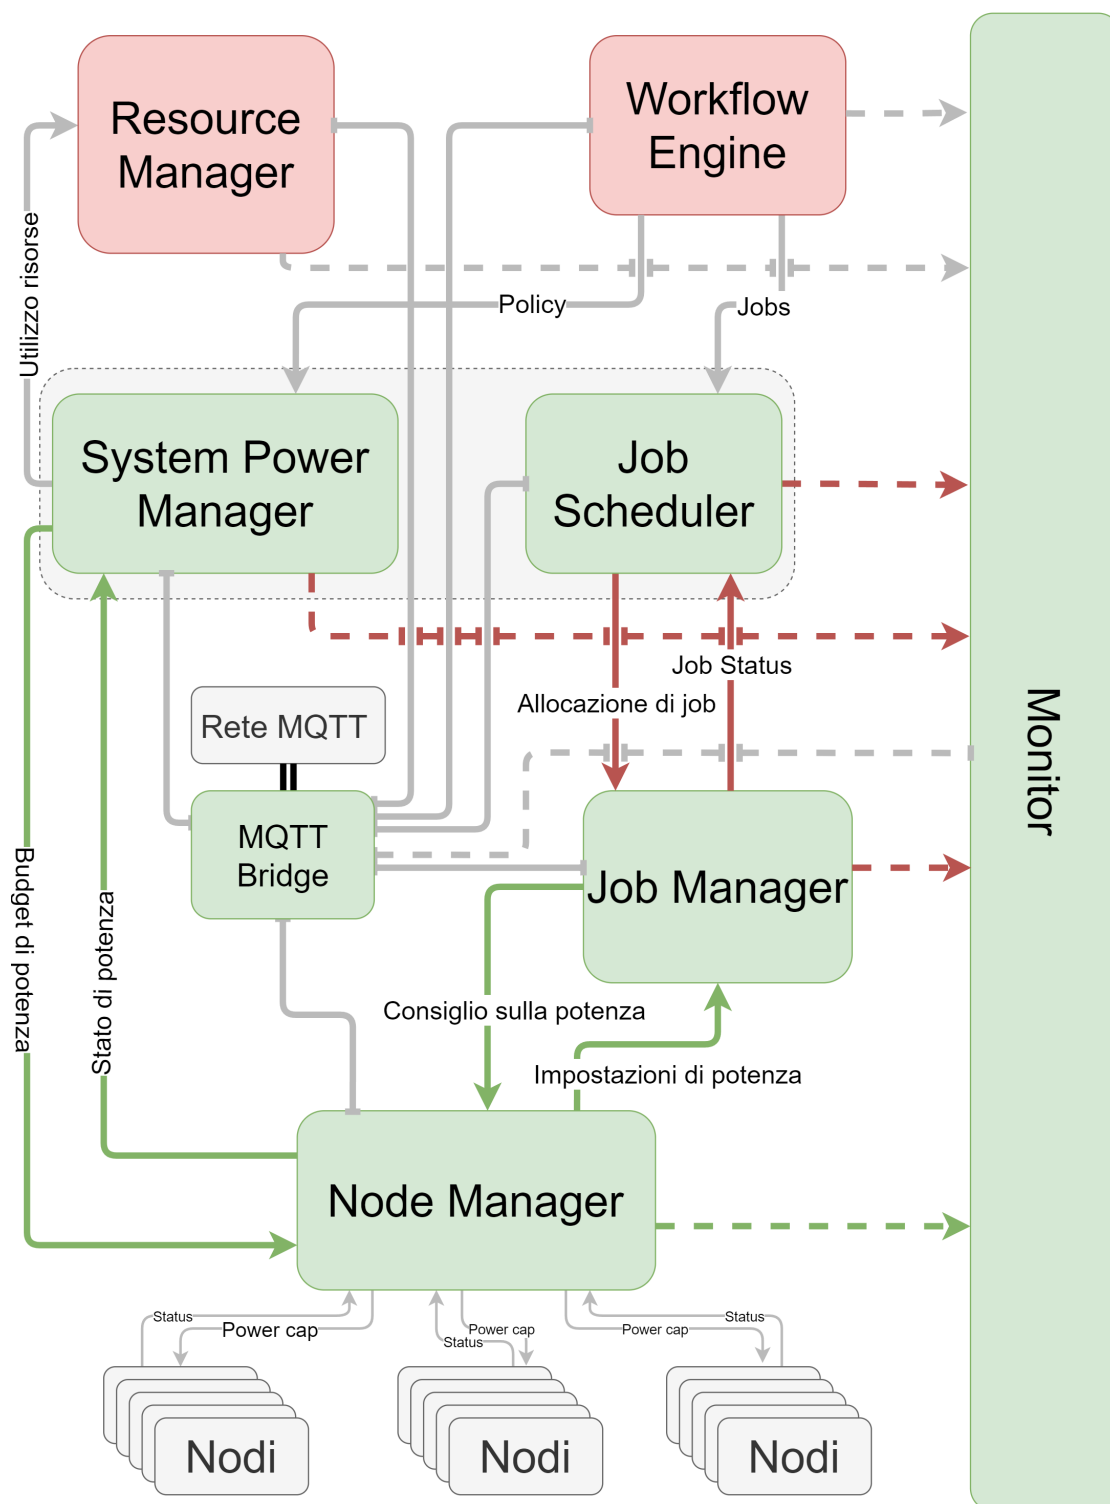 Resource
Manager
Workflow
Engine
Utilizzo risorse
Policy
Jobs
System Power
Manager
Job
Scheduler
Job Status
Allocazione di job
Rete MQTT
Monitor
MQTT
Bridge
Job Manager
Budget di potenza
Stato di potenza
Consiglio sulla potenza
Impostazioni di potenza
Node Manager
Status
Power cap
Power cap
Status
Status
Power cap
Nodi
Nodi
Nodi